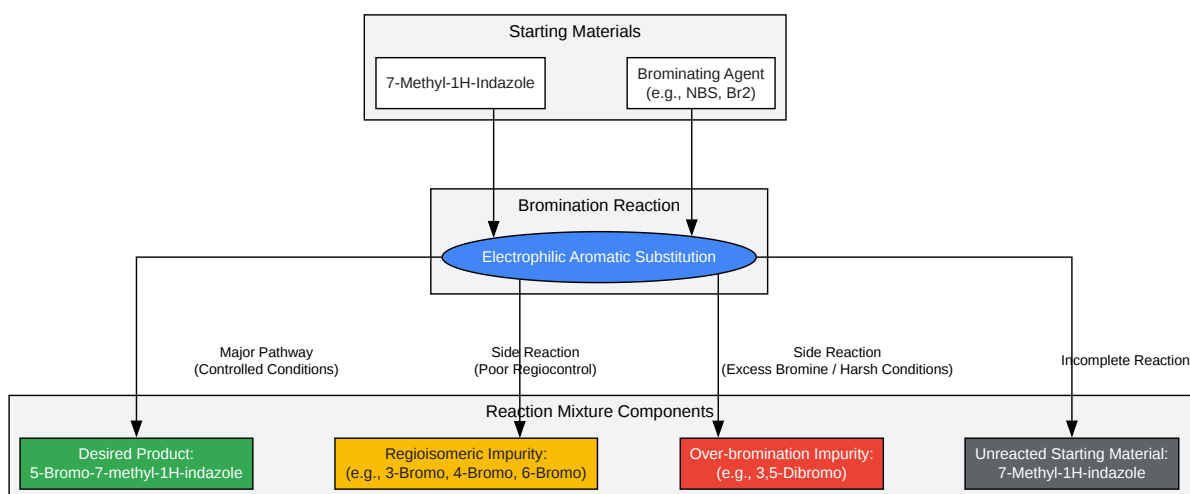 Starting Materials
7-Methyl-1H-Indazole
Brominating Agent
(e.g., NBS, Br2)
Bromination Reaction
Electrophilic Aromatic Substitution
Major Pathway
(Controlled Conditions)
Side Reaction
(Poor Regiocontrol)
Side Reaction
(Excess Bromine / Harsh Conditions)
Incomplete Reaction
Reaction Mixture Components
Desired Product:
5-Bromo-7-methyl-1H-indazole
Regioisomeric Impurity:
(e.g., 3-Bromo, 4-Bromo, 6-Bromo)
Over-bromination Impurity:
(e.g., 3,5-Dibromo)
Unreacted Starting Material:
7-Methyl-1H-indazole